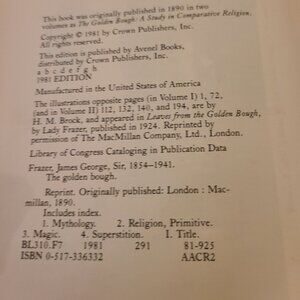 This book was originally published in 1890 in two
volumes as The Golden Bough: A Study in Comparative Religion.
Copyright © 1981 by Crown Publishers, Inc.
All rights reserved.
This edition is published by Avenel Books,
distributed by Crown Publishers, Inc.
a b c d e f g h
1981 EDITION
Manufactured in the United States of America
The illustrations opposite pages (in Volume I) 1, 72,
(and in Volume II) 112, 132, 140, and 194, are by
H. M. Brock, and appeared in Leaves from the Golden Bough,
by Lady Frazer, published in 1924. Reprinted by
permission of The MacMillan Company, Ltd., London.
Library of Congress Cataloging in Publication Data
Frazer, James George, Sir, 1854–1941.
The golden bough.
Reprint. Originally published: London : Mac-
millan, 1890.
Includes index.
1. Mythology. 2. Religion, Primitive.
3. Magic. 4. Superstition. I. Title.
BL310.F7 1981 291 81-925
ISBN 0-517-336332 AACR2